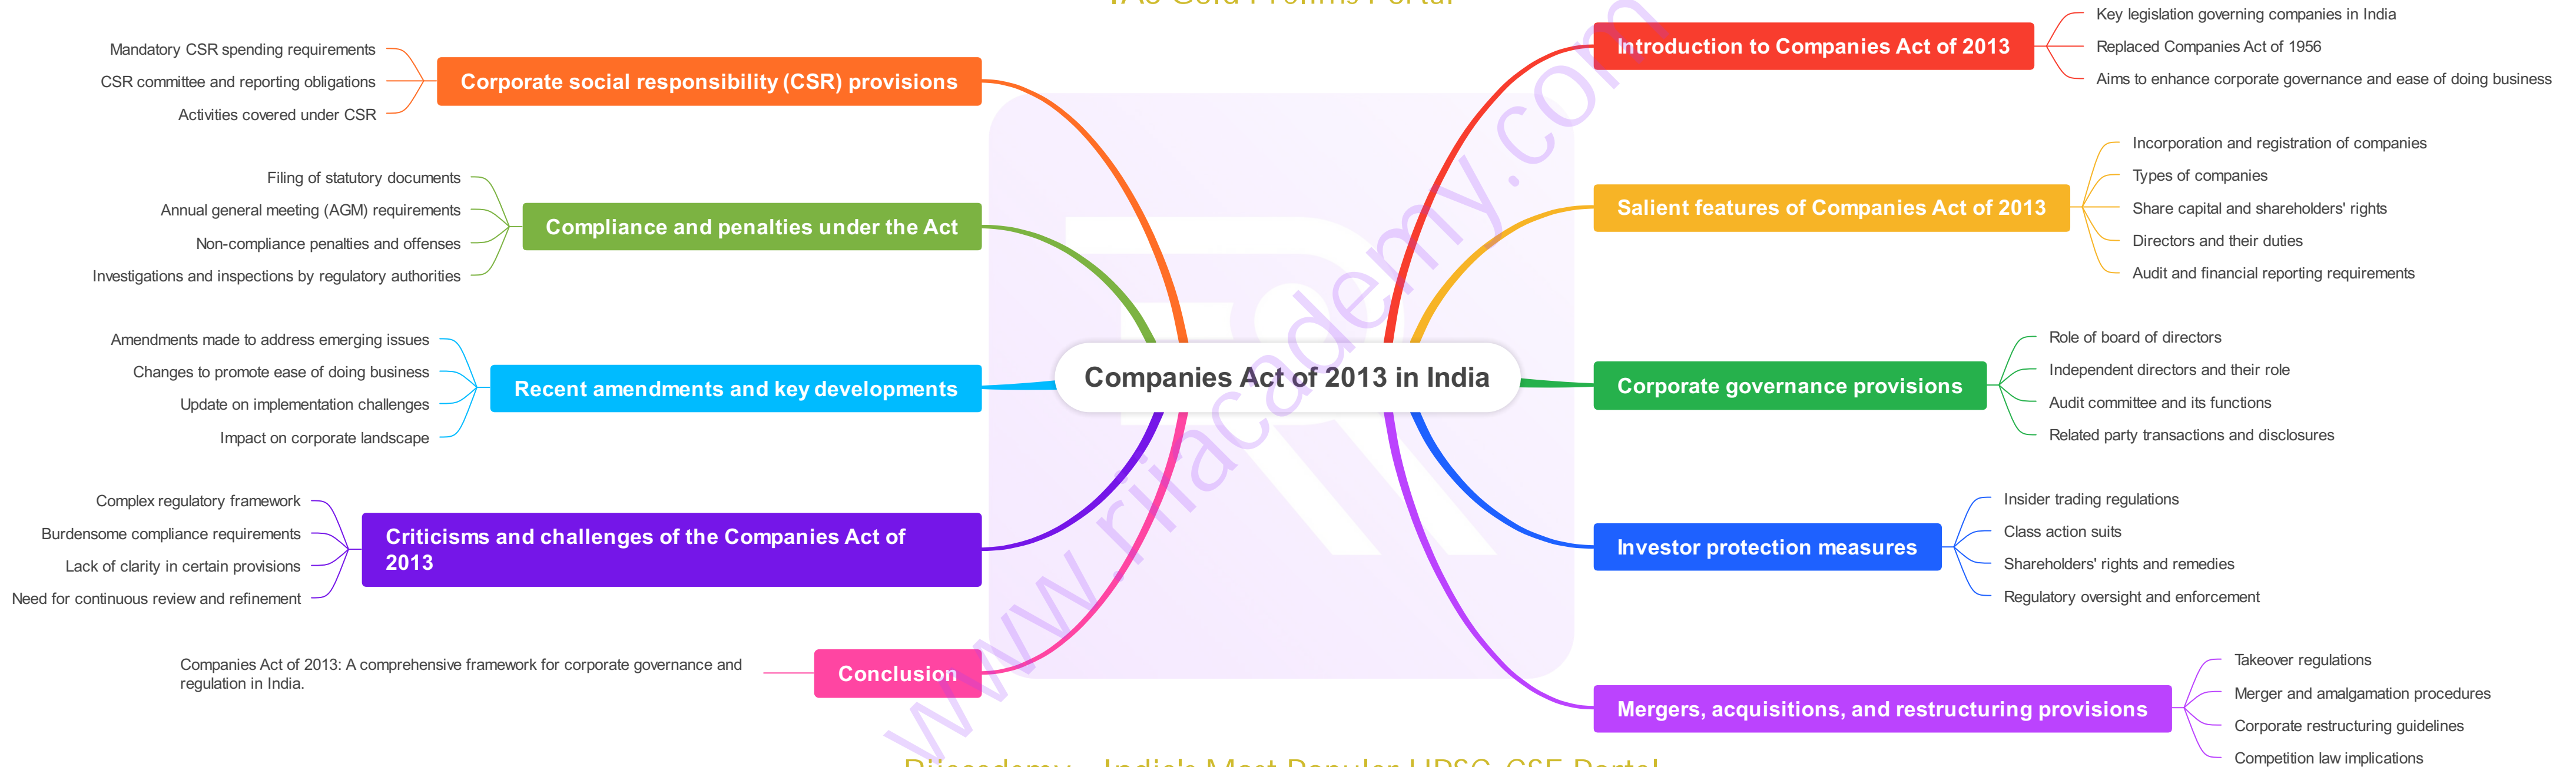 Companies Act of 2013 in India
Introduction to Companies Act of 2013
Key legislation governing companies in India
Replaced Companies Act of 1956
Aims to enhance corporate governance and ease of doing business
Salient features of Companies Act of 2013
Incorporation and registration of companies
Types of companies
Share capital and shareholders' rights
Directors and their duties
Audit and financial reporting requirements
Corporate governance provisions
Role of board of directors
Independent directors and their role
Audit committee and its functions
Related party transactions and disclosures
Investor protection measures
Insider trading regulations
Class action suits
Shareholders' rights and remedies
Regulatory oversight and enforcement
Mergers, acquisitions, and restructuring provisions
Takeover regulations
Merger and amalgamation procedures
Corporate restructuring guidelines
Competition law implications
Corporate social responsibility (CSR) provisions
Mandatory CSR spending requirements
CSR committee and reporting obligations
Activities covered under CSR
Compliance and penalties under the Act
Filing of statutory documents
Annual general meeting (AGM) requirements
Non-compliance penalties and offenses
Investigations and inspections by regulatory authorities
Recent amendments and key developments
Amendments made to address emerging issues
Changes to promote ease of doing business
Update on implementation challenges
Impact on corporate landscape
Criticisms and challenges of the Companies Act of
2013
Complex regulatory framework
Burdensome compliance requirements
Lack of clarity in certain provisions
Need for continuous review and refinement
Conclusion
Companies Act of 2013: A comprehensive framework for corporate governance and
regulation in India.
India's Most Popular UPSC-CSE Portal